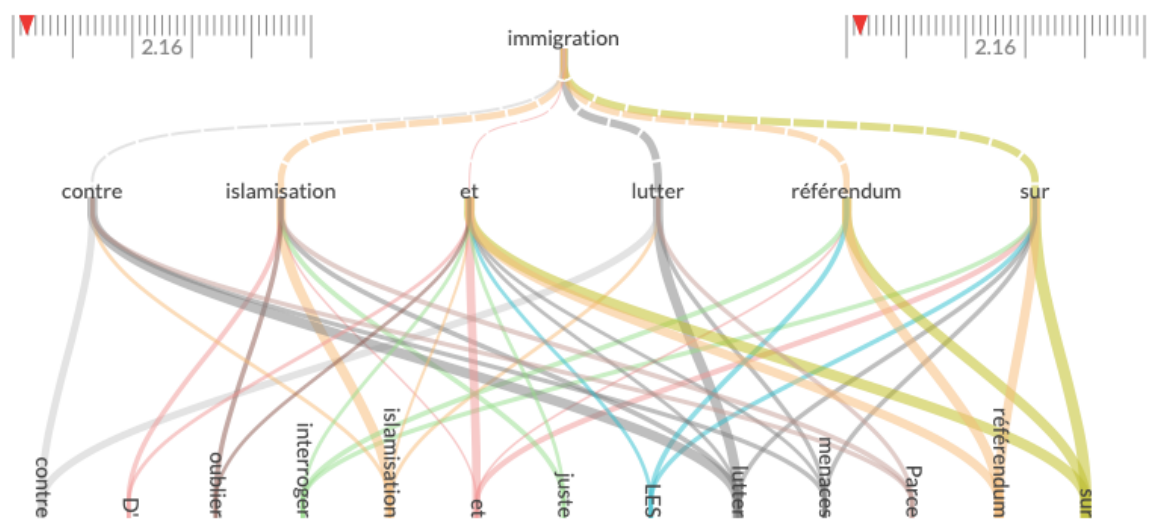 2.16
immigration
2.16
contre
islamisation
et
lutter
référendum
sur
contre
D'
oublier
interroger
islamisation
et
juste
LES
lutter
menaces
Parce
référendum
sur